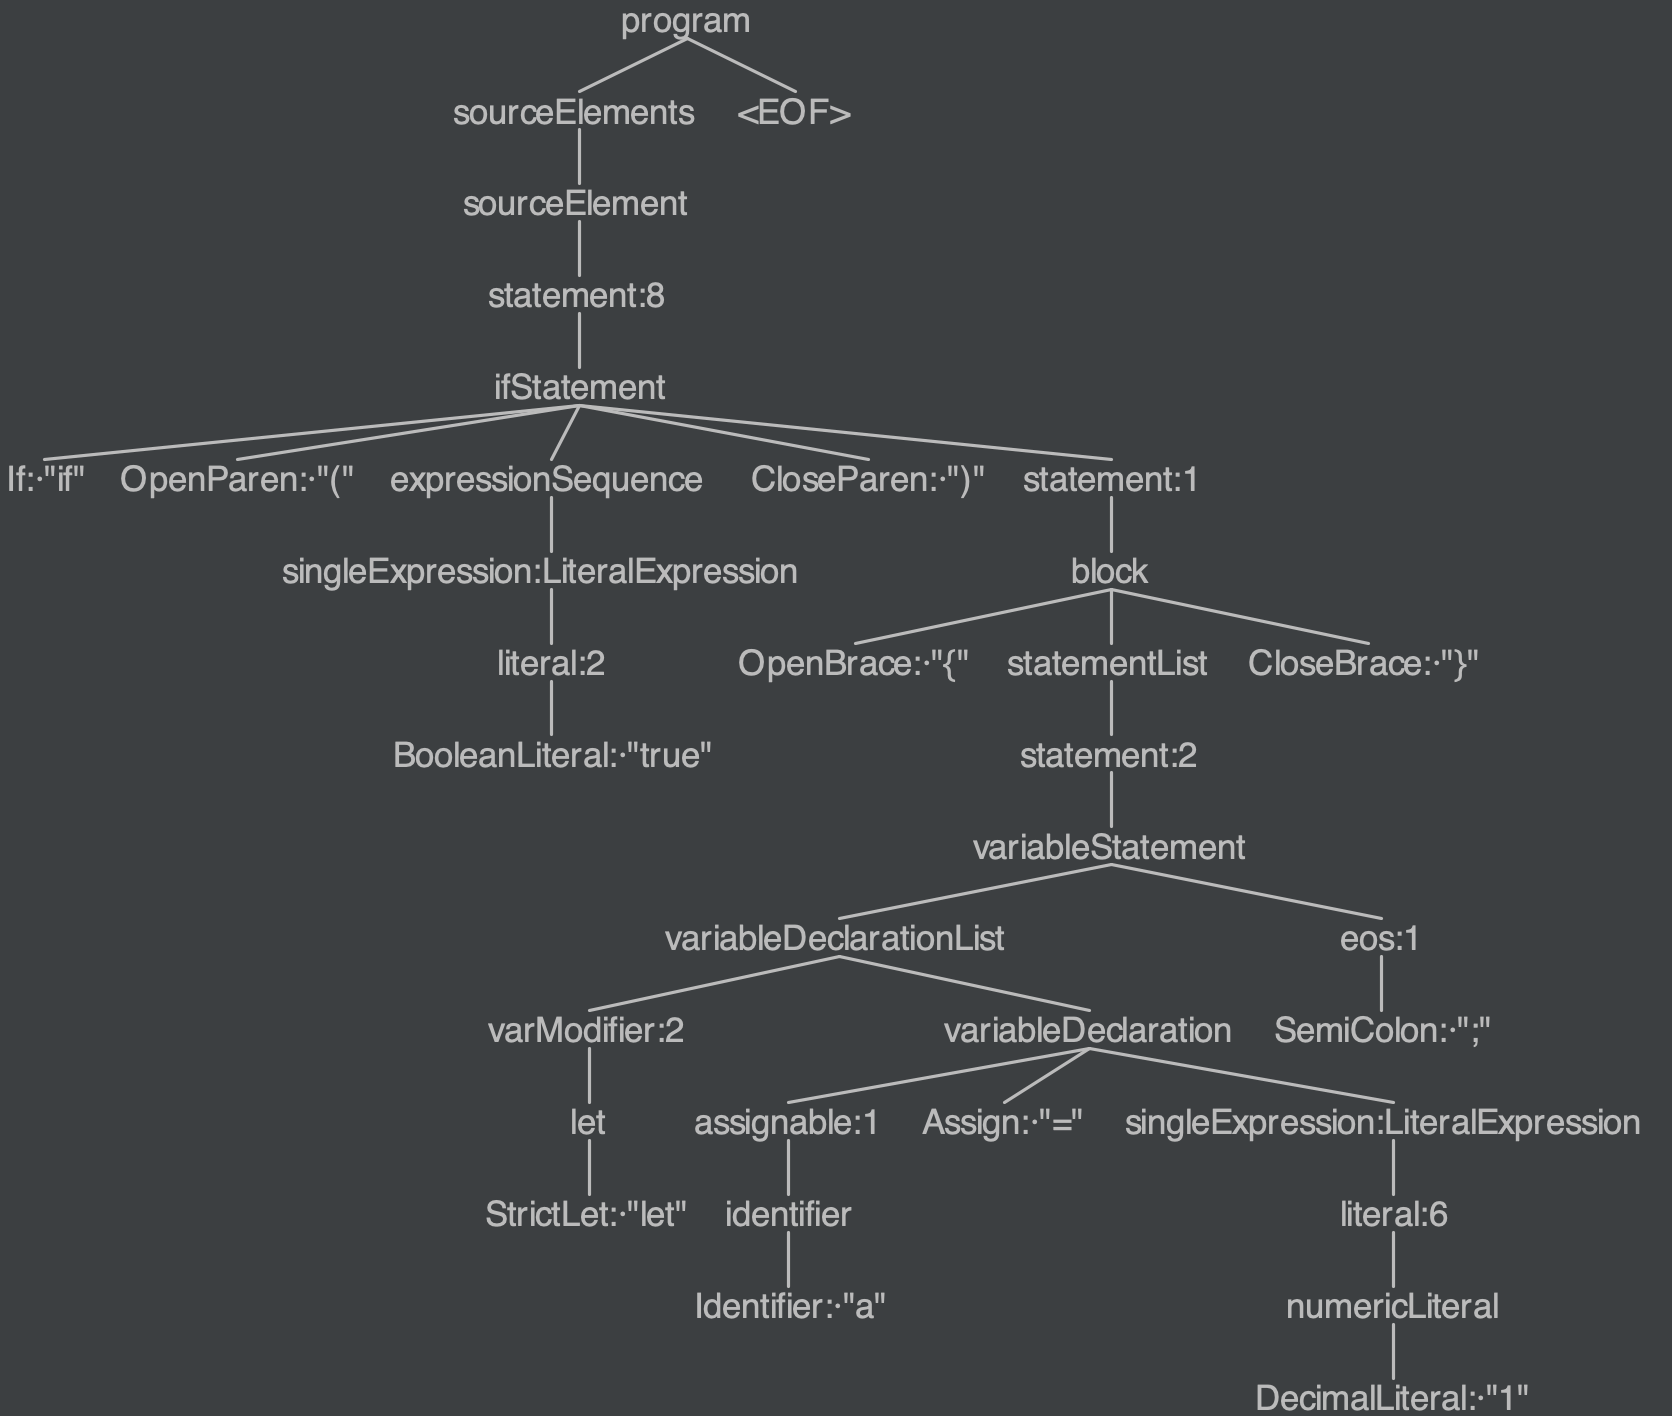 program
sourceElements <EOF>
sourceElement
statement:8
ifStatement
If:·"if" OpenParen:·"(" expressionSequence CloseParen:·")" statement:1
singleExpression:LiteralExpression block
literal:2 OpenBrace:·"{" statementList CloseBrace:·"}"
BooleanLiteral:·"true" statement:2
variableStatement
variableDeclarationList eos:1
varModifier:2 variableDeclaration SemiColon:·";"
let assignable:1 Assign:·"=" singleExpression:LiteralExpression
StrictLet:·"let" identifier literal:6
Identifier:·"a" numericLiteral
DecimalLiteral:·"1"